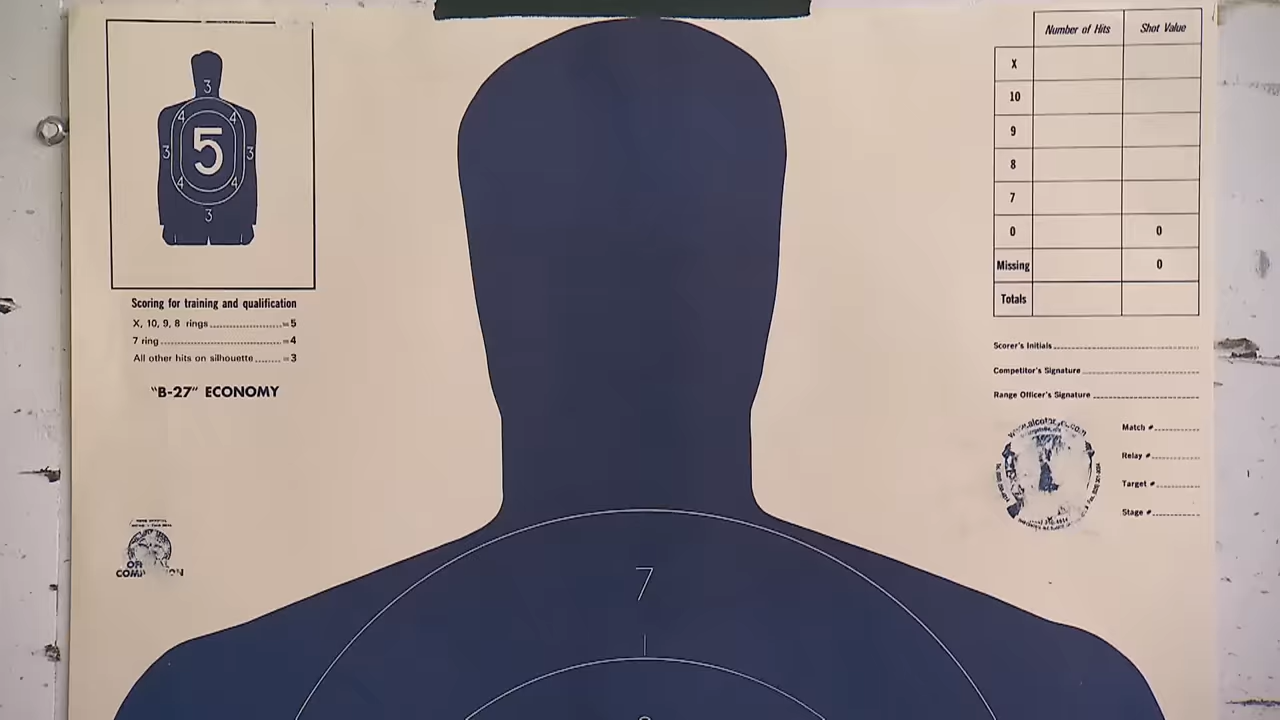 3
4 4
3 5 3
4 4
3
Scoring for training and qualification
X, 10, 9, 8 rings =5
7 ring =4
All other hits on silhouette =3
"B-27" ECONOMY
Number of Hits Shot Value
X
10
9
8
7
0 0
Missing 0
Totals
Scorer's Initials
Competitor's Signature
Range Officer's Signature
Match #
Relay #
Target #
Stage #
7